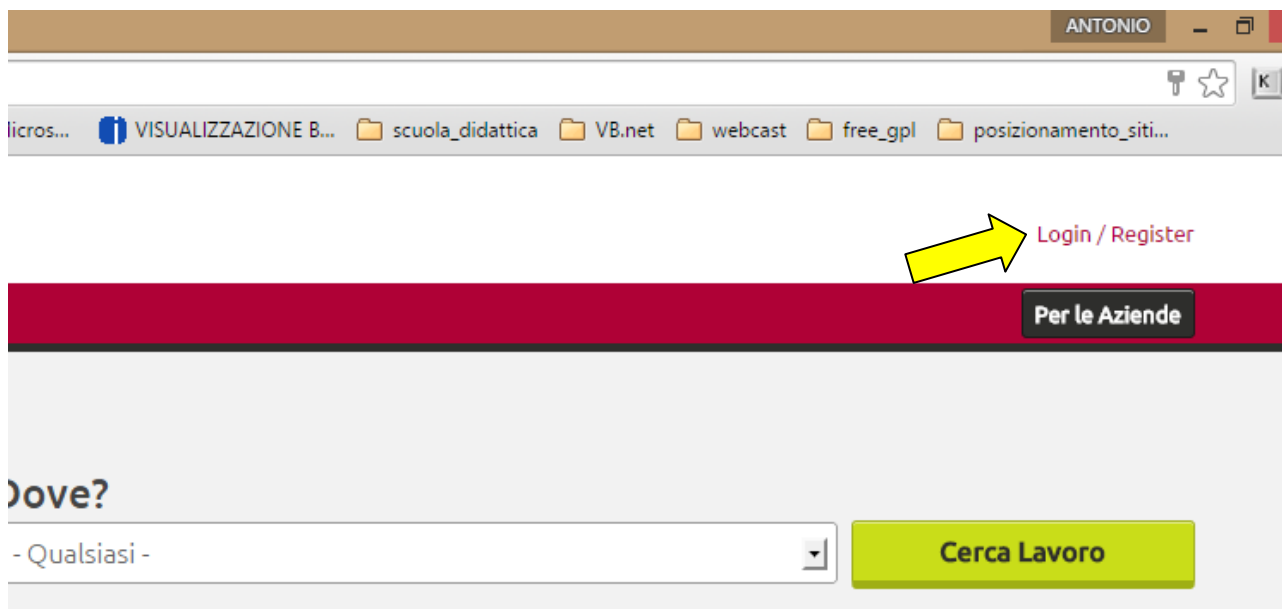 ANTONIO
K
licros... VISUALIZZAZIONE B... scuola_didattica VB.net webcast free_gpl posizionamento_siti...
Login / Register
Per le Aziende
Dove?
- Qualsiasi -
Cerca Lavoro